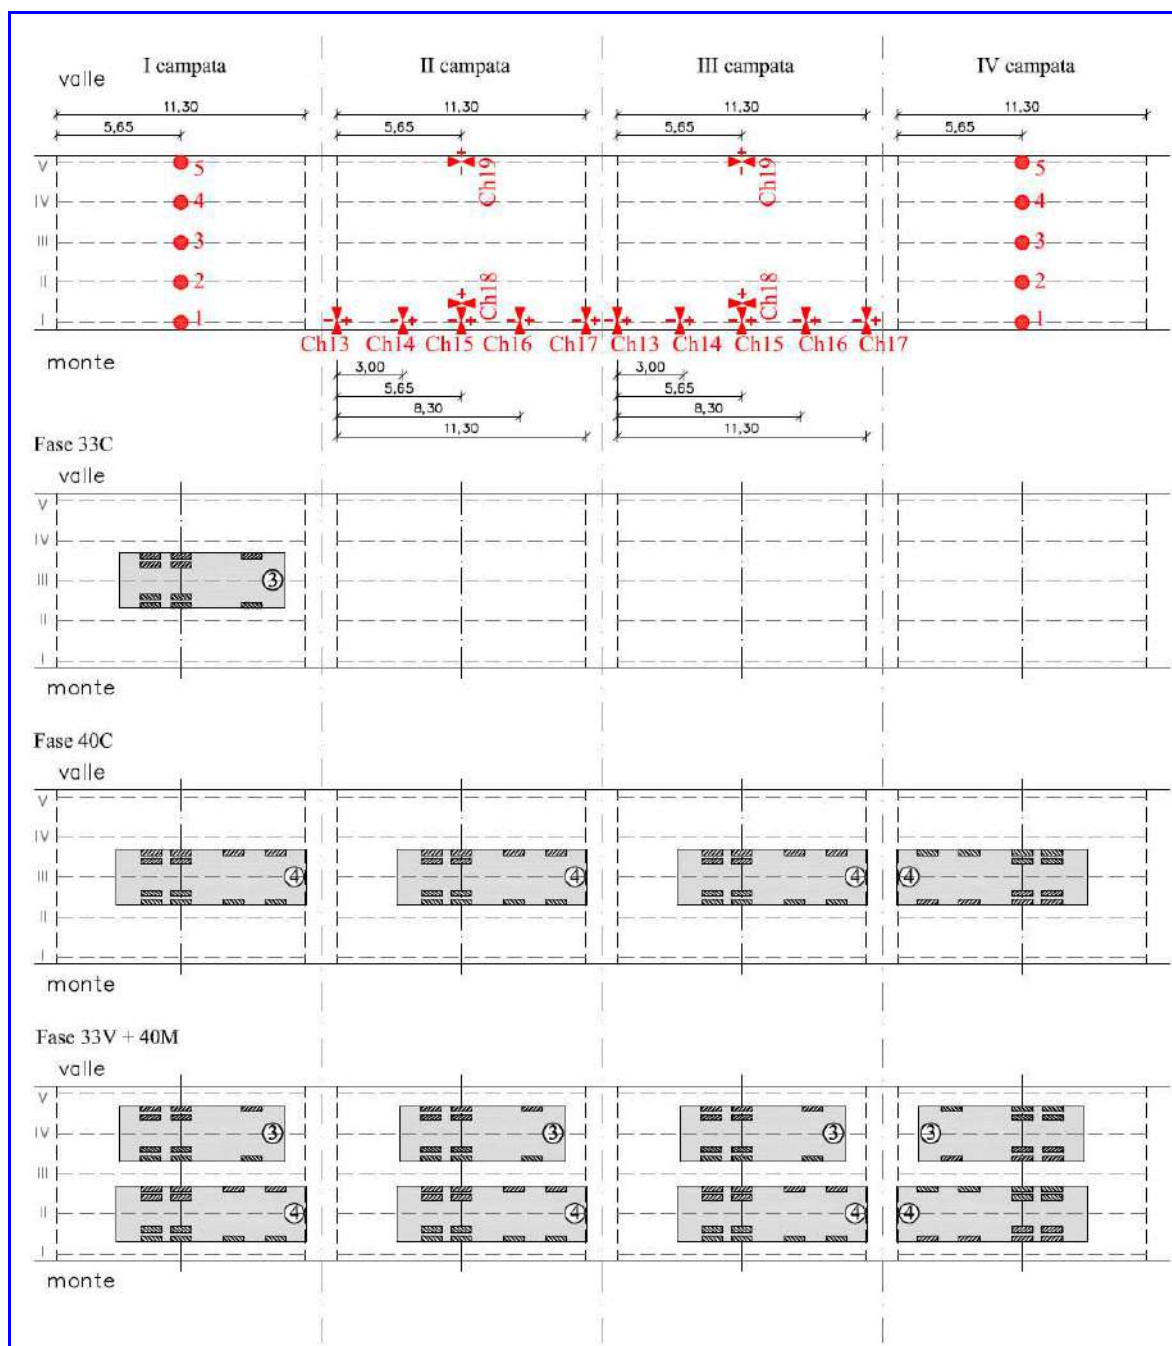 I campata II campata III campata IV campata
valle
11,30 11,30 11,30 11,30
5,65 5,65 5,65 5,65
V 5 Ch19 Ch19 5
IV 4 4
III 3 3
II 2 Ch18 Ch18 2
I 1 1
Ch13 Ch14 Ch15 Ch16 Ch17 Ch13 Ch14 Ch15 Ch16 Ch17
monte
3,00 3,00
5,65 5,65
8,30 8,30
11,30 11,30
Fase 33C
valle
V
IV
III 3
II
I
monte
Fase 40C
valle
V
IV
III 4 4 4 4
II
I
monte
Fase 33V + 40M
valle
V
IV 3 3 3 3
III
II 4 4 4 4
I
monte